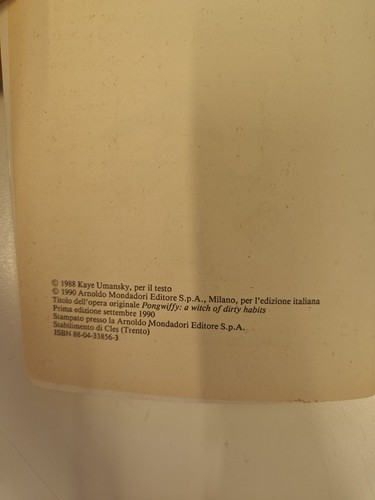 © 1988 Kaye Umansky, per il testo
© 1990 Arnoldo Mondadori Editore S.p.A., Milano, per l'edizione italiana
Titolo dell'opera originale Pongwiffy: a witch of dirty habits
Prima edizione settembre 1990
Stampato presso la Arnoldo Mondadori Editore S.p.A.
Stabilimento di Cles (Trento)
ISBN 88-04-33856-3